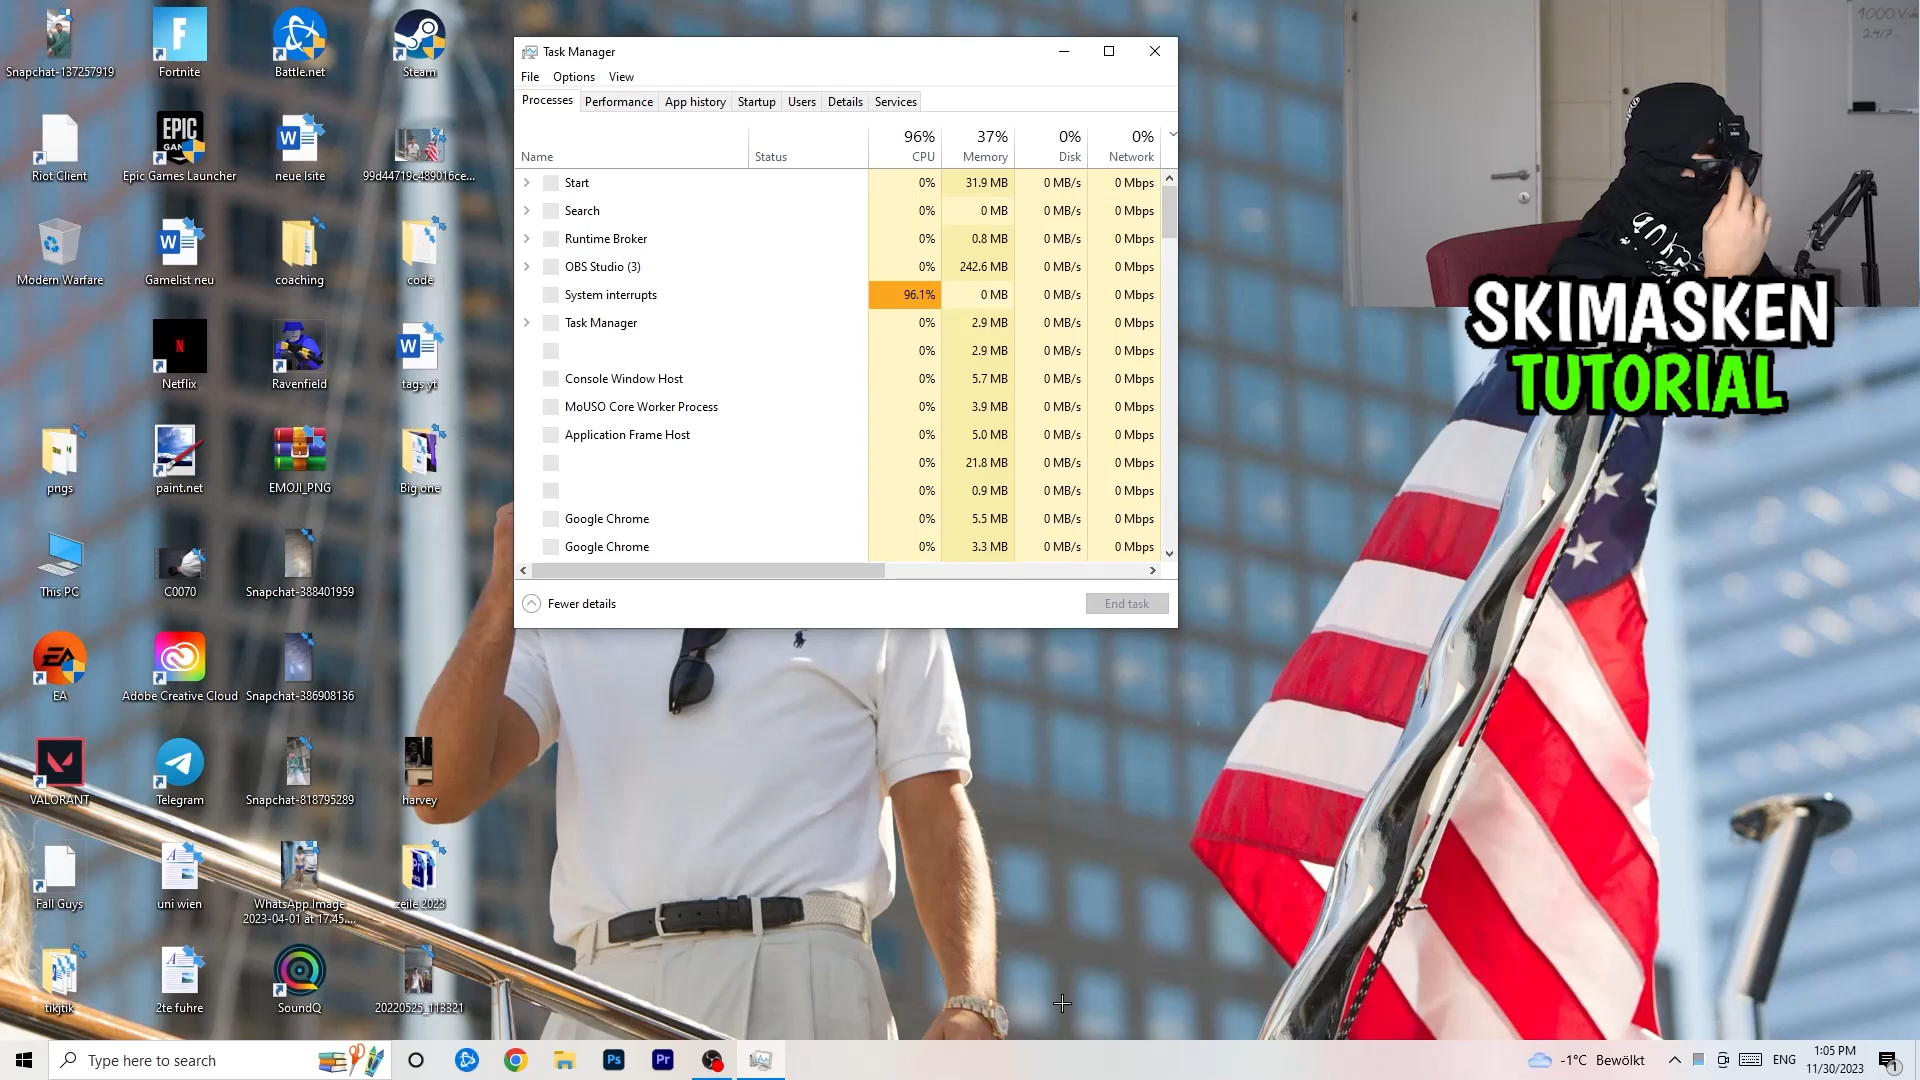 Snapchat-137257919
Fortnite
Battle.net
Steam
Riot Client
EPIC
GAMES
Epic Games Launcher
neue lsite
99d44719c489016ce...
Modern Warfare
Gamelist neu
coaching
code
Netflix
Ravenfield
tags yt
pngs
paint.net
EMOJI_PNG
Big one
This PC
C0070
Snapchat-388401959
EA
Adobe Creative Cloud
Snapchat-386908136
VALORANT
Telegram
Snapchat-818795289
harvey
Fall Guys
uni wien
WhatsApp Image
2023-04-01 at 17.45....
zeile 2023
tikjtik
2te fuhre
SoundQ
20220525_113321
Task Manager
File Options View
Processes Performance App history Startup Users Details Services
96% 37% 0% 0%
Name Status CPU Memory Disk Network
Start 0% 31.9 MB 0 MB/s 0 Mbps
Search 0% 0 MB 0 MB/s 0 Mbps
Runtime Broker 0% 0.8 MB 0 MB/s 0 Mbps
OBS Studio (3) 0% 242.6 MB 0 MB/s 0 Mbps
System interrupts 96.1% 0 MB 0 MB/s 0 Mbps
Task Manager 0% 2.9 MB 0 MB/s 0 Mbps
0% 2.9 MB 0 MB/s 0 Mbps
Console Window Host 0% 5.7 MB 0 MB/s 0 Mbps
MoUSO Core Worker Process 0% 3.9 MB 0 MB/s 0 Mbps
Application Frame Host 0% 5.0 MB 0 MB/s 0 Mbps
0% 21.8 MB 0 MB/s 0 Mbps
0% 0.9 MB 0 MB/s 0 Mbps
Google Chrome 0% 5.5 MB 0 MB/s 0 Mbps
Google Chrome 0% 3.3 MB 0 MB/s 0 Mbps
Fewer details End task
1000 Vid
24/7
SKIMASKEN
TUTORIAL
Type here to search
Ps
Pr
-1°C Bewölkt
ENG
1:05 PM
11/30/2023
1